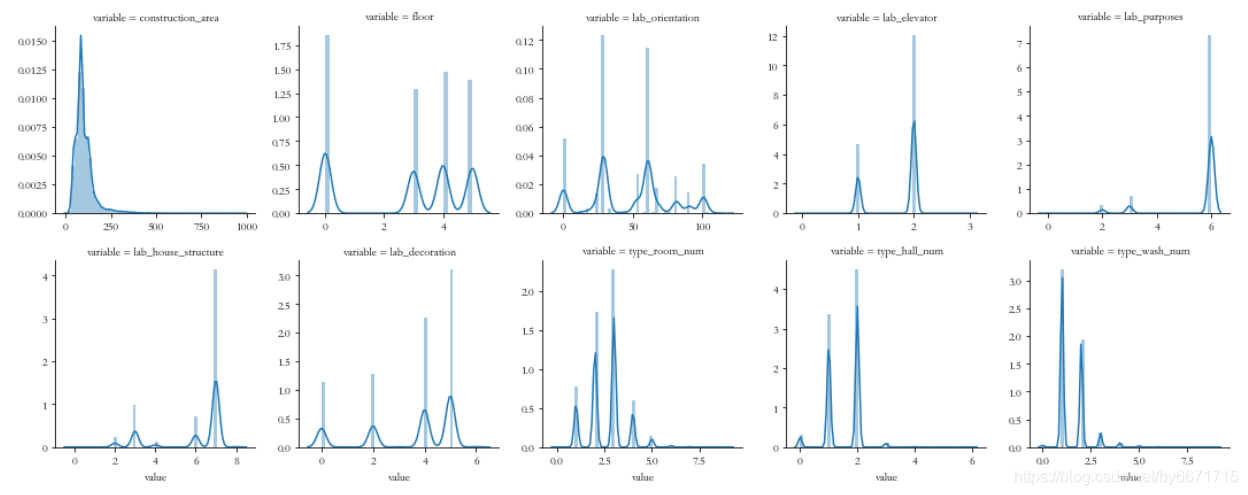 variable = construction_area
0.0150
0.0125
0.0100
0.0075
0.0050
0.0025
0.0000
0 250 500 750 1000
variable = floor
1.75
1.50
1.25
1.00
0.75
0.50
0.25
0.00
0 2 4 6
variable = lab_orientation
0.12
0.10
0.08
0.06
0.04
0.02
0.00
0 50 100
variable = lab_elevator
12
10
8
6
4
2
0
0 1 2 3
variable = lab_purposes
7
6
5
4
3
2
1
0
0 2 4 6
variable = lab_house_structure
4
3
2
1
0
0 2 4 6 8
value
variable = lab_decoration
3.0
2.5
2.0
1.5
1.0
0.5
0.0
0 2 4 6
value
variable = type_room_num
2.0
1.5
1.0
0.5
0.0
0.0 2.5 5.0 7.5
value
variable = type_hall_num
4
3
2
1
0
0 2 4 6
value
variable = type_wash_num
3.0
2.5
2.0
1.5
1.0
0.5
0.0
0.0 2.5 5.0 7.5
value
https://blog.csdn.net/by6671715